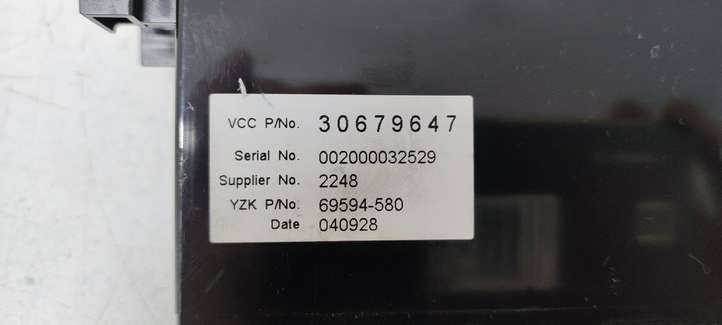 VCC P/No. 30679647
Serial No. 002000032529
Supplier No. 2248
YZK P/No. 69594-580
Date 040928